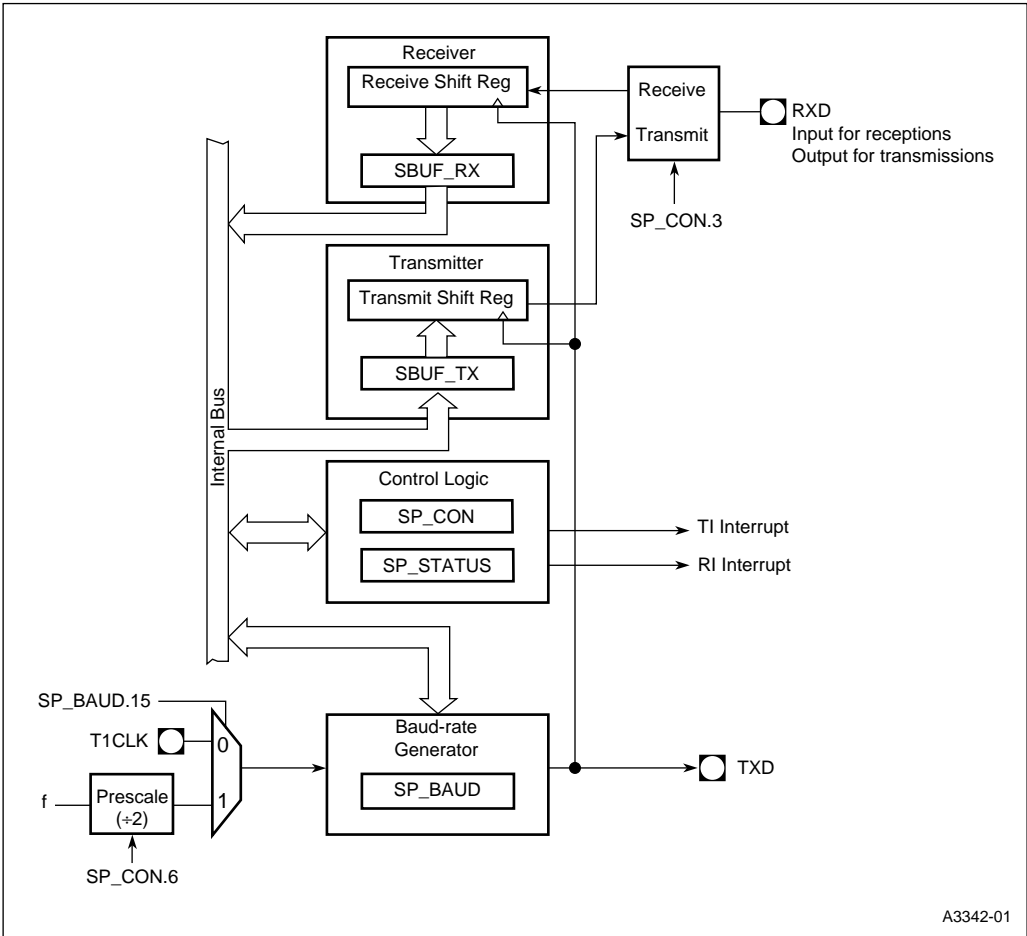 Receiver
Receive Shift Reg
SBUF_RX
Receive
Transmit
RXD
Input for receptions
Output for transmissions
SP_CON.3
Transmitter
Transmit Shift Reg
SBUF_TX
Internal Bus
Control Logic
SP_CON
SP_STATUS
TI Interrupt
RI Interrupt
SP_BAUD.15
T1CLK
0
1
f
Prescale
(÷2)
SP_CON.6
Baud-rate
Generator
SP_BAUD
TXD
A3342-01